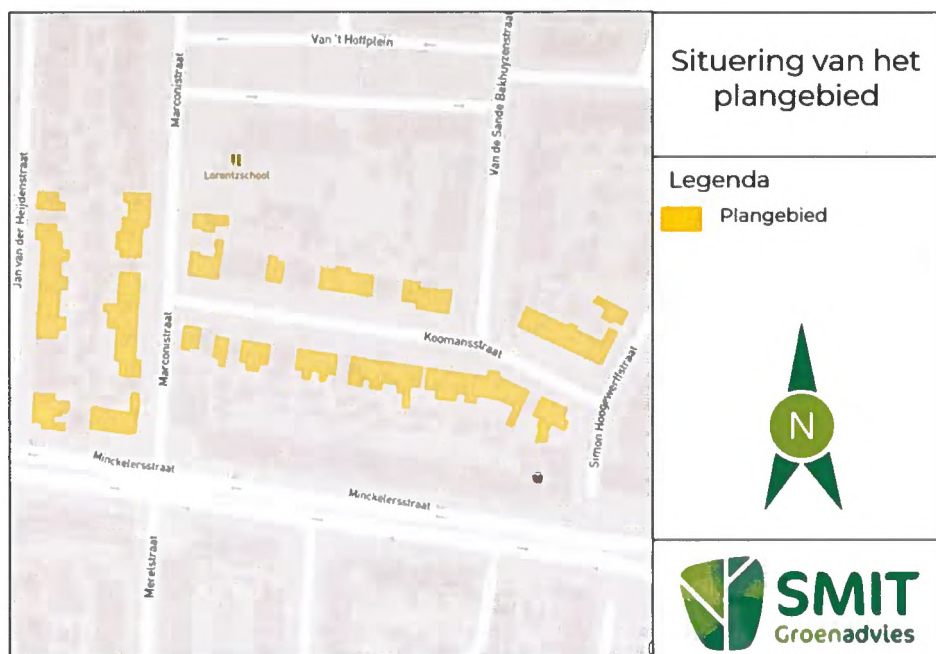 Van 't Hoffplein
Marconistraat
Van de Sande Bakhuyzenstraat
Jan van der Heijdenstraat
Lorentzschool
Marconistraat
Koomansstraat
Simon Hoogewerffstraat
Minckelersstraat
Minckelersstraat
Merelstraat
Situering van het
plangebied
Legenda
Plangebied
N
SMIT
Groenadvies